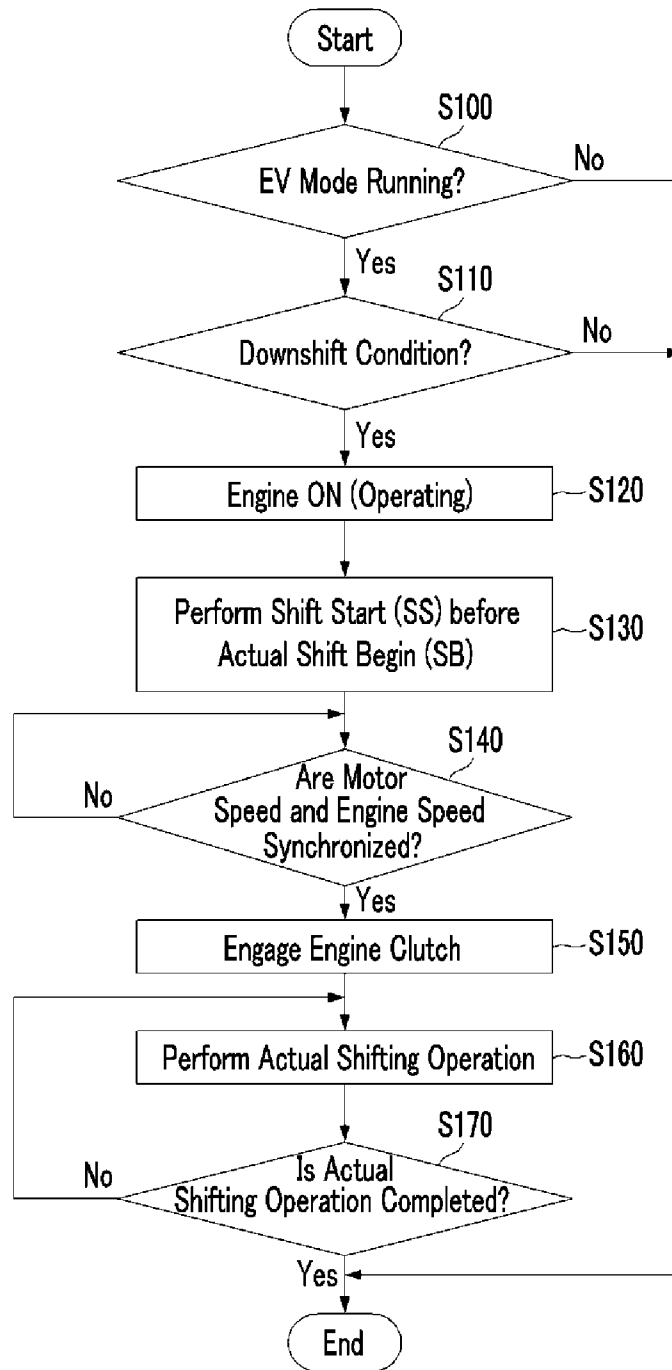 Start
S100
EV Mode Running?
No
Yes
S110
Downshift Condition?
No
Yes
Engine ON (Operating)
S120
Perform Shift Start (SS) before
Actual Shift Begin (SB)
S130
S140
Are Motor
Speed and Engine Speed
Synchronized?
No
Yes
Engage Engine Clutch
S150
Perform Actual Shifting Operation
S160
S170
Is Actual
Shifting Operation Completed?
No
Yes
End